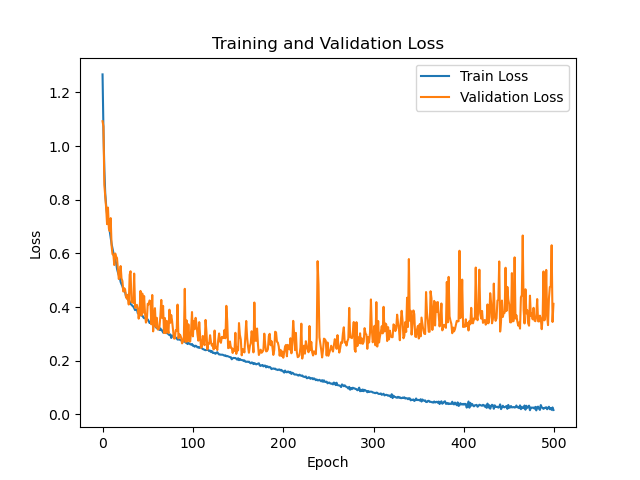 Training and Validation Loss
Train Loss
Validation Loss
Loss
1.2
1.0
0.8
0.6
0.4
0.2
0.0
0 100 200 300 400 500
Epoch